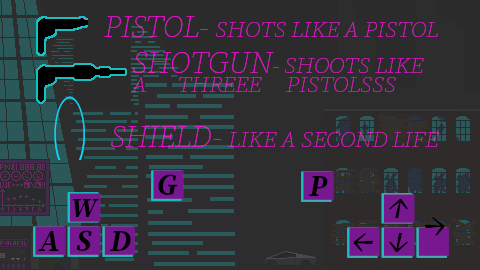 PISTOL- SHOTS LIKE A PISTOL
SHOTGUN- SHOOTS LIKE
A THREEE PISTOLSSS
SHIELD- LIKE A SECOND LIFE
G P
W ↑
A S D ← ↓ →